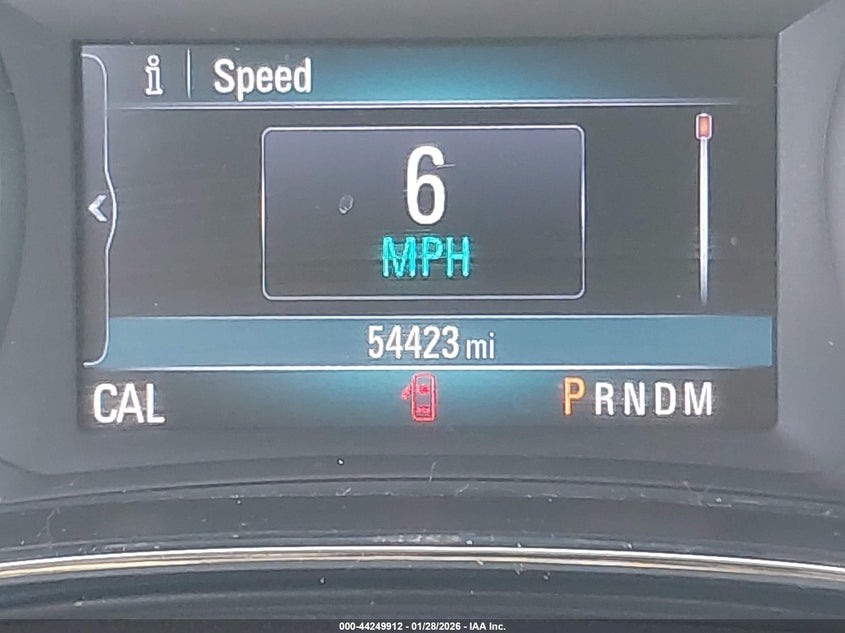 i Speed
6
MPH
54423 mi
CAL PRNDM
000-44249912 - 01/28/2026 - IAA Inc.